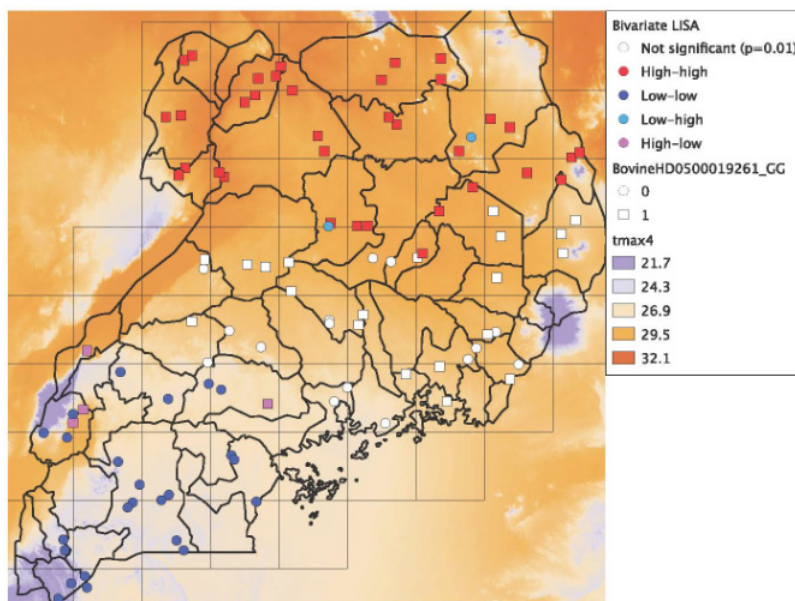 Bivariate LISA
Not significant (p=0.01)
High-high
Low-low
Low-high
High-low
BovineHD0500019261_GG
0
1
tmax4
21.7
24.3
26.9
29.5
32.1